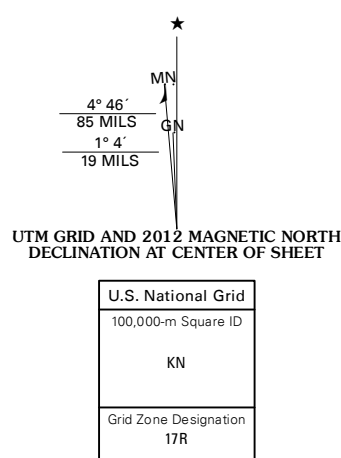 MN
4° 46´
85 MILS
GN
1° 4´
19 MILS
UTM GRID AND 2012 MAGNETIC NORTH
DECLINATION AT CENTER OF SHEET
U.S. National Grid
100,000-m Square ID
KN
Grid Zone Designation
17R